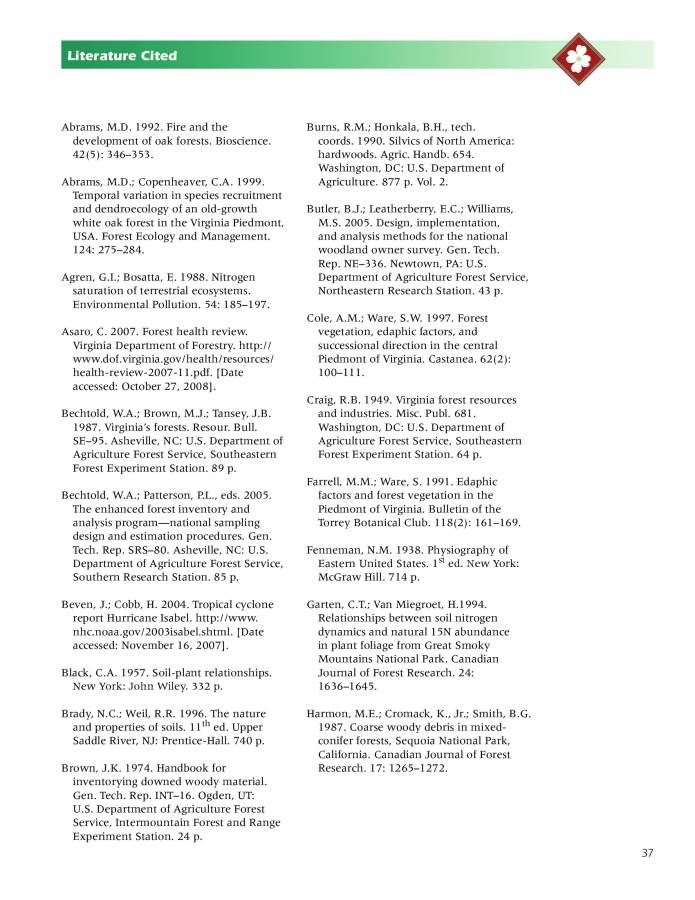 Literature Cited
Abrams, M.D. 1992. Fire and the
development of oak forests. Bioscience.
42(5): 346–353.
Abrams, M.D.; Copenheaver, C.A. 1999.
Temporal variation in species recruitment
and dendroecology of an old-growth
white oak forest in the Virginia Piedmont,
USA. Forest Ecology and Management.
124: 275–284.
Agren, G.I.; Bosatta, E. 1988. Nitrogen
saturation of terrestrial ecosystems.
Environmental Pollution. 54: 185–197.
Asaro, C. 2007. Forest health review.
Virginia Department of Forestry. http://
www.dof.virginia.gov/health/resources/
health-review-2007-11.pdf. [Date
accessed: October 27, 2008].
Bechtold, W.A.; Brown, M.J.; Tansey, J.B.
1987. Virginia's forests. Resour. Bull.
SE–95. Asheville, NC: U.S. Department of
Agriculture Forest Service, Southeastern
Forest Experiment Station. 89 p.
Bechtold, W.A.; Patterson, P.L., eds. 2005.
The enhanced forest inventory and
analysis program—national sampling
design and estimation procedures. Gen.
Tech. Rep. SRS–80. Asheville, NC: U.S.
Department of Agriculture Forest Service,
Southern Research Station. 85 p.
Beven, J.; Cobb, H. 2004. Tropical cyclone
report Hurricane Isabel. http://www.
nhc.noaa.gov/2003isabel.shtml. [Date
accessed: November 16, 2007].
Black, C.A. 1957. Soil-plant relationships.
New York: John Wiley. 332 p.
Brady, N.C.; Weil, R.R. 1996. The nature
and properties of soils. 11th ed. Upper
Saddle River, NJ: Prentice-Hall. 740 p.
Brown, J.K. 1974. Handbook for
inventorying downed woody material.
Gen. Tech. Rep. INT–16. Ogden, UT:
U.S. Department of Agriculture Forest
Service, Intermountain Forest and Range
Experiment Station. 24 p.
Burns, R.M.; Honkala, B.H., tech.
coords. 1990. Silvics of North America:
hardwoods. Agric. Handb. 654.
Washington, DC: U.S. Department of
Agriculture. 877 p. Vol. 2.
Butler, B.J.; Leatherberry, E.C.; Williams,
M.S. 2005. Design, implementation,
and analysis methods for the national
woodland owner survey. Gen. Tech.
Rep. NE–336. Newtown, PA: U.S.
Department of Agriculture Forest Service,
Northeastern Research Station. 43 p.
Cole, A.M.; Ware, S.W. 1997. Forest
vegetation, edaphic factors, and
successional direction in the central
Piedmont of Virginia. Castanea. 62(2):
100–111.
Craig, R.B. 1949. Virginia forest resources
and industries. Misc. Publ. 681.
Washington, DC: U.S. Department of
Agriculture Forest Service, Southeastern
Forest Experiment Station. 64 p.
Farrell, M.M.; Ware, S. 1991. Edaphic
factors and forest vegetation in the
Piedmont of Virginia. Bulletin of the
Torrey Botanical Club. 118(2): 161–169.
Fenneman, N.M. 1938. Physiography of
Eastern United States. 1st ed. New York:
McGraw Hill. 714 p.
Garten, C.T.; Van Miegroet, H.1994.
Relationships between soil nitrogen
dynamics and natural 15N abundance
in plant foliage from Great Smoky
Mountains National Park. Canadian
Journal of Forest Research. 24:
1636–1645.
Harmon, M.E.; Cromack, K., Jr.; Smith, B.G.
1987. Coarse woody debris in mixed-
conifer forests, Sequoia National Park,
California. Canadian Journal of Forest
Research. 17: 1265–1272.
37